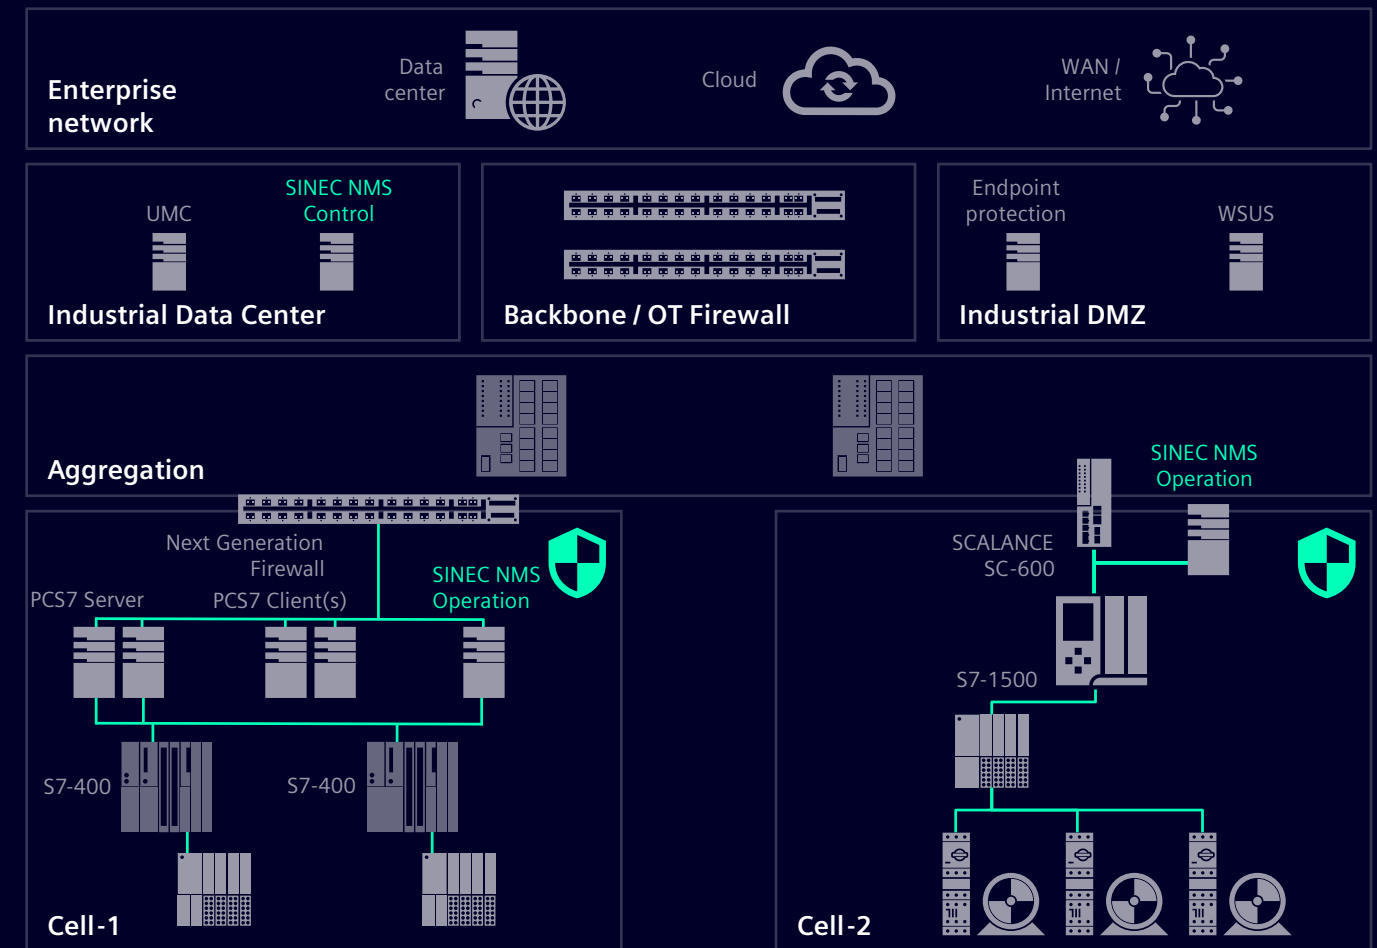 Enterprise
network
Data
center
Cloud
WAN /
Internet
UMC
SINEC NMS
Control
Industrial Data Center
Backbone / OT Firewall
Endpoint
protection
WSUS
Industrial DMZ
Aggregation
SINEC NMS
Operation
Next Generation
Firewall
PCS7 Server
PCS7 Client(s)
SINEC NMS
Operation
S7-400
S7-400
Cell-1
SCALANCE
SC-600
S7-1500
Cell-2